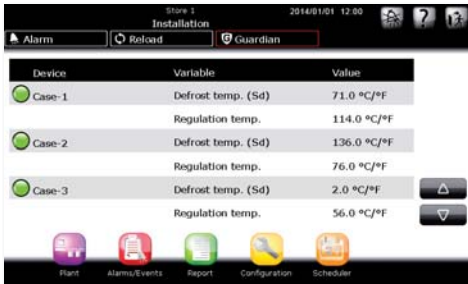 Store 1
2014/01/01 12:00
Installation
Alarm
Reload
Guardian
Device Variable Value
Case-1 Defrost temp. (Sd) 71.0 °C/°F
Regulation temp. 114.0 °C/°F
Case-2 Defrost temp. (Sd) 136.0 °C/°F
Regulation temp. 76.0 °C/°F
Case-3 Defrost temp. (Sd) 2.0 °C/°F
Regulation temp. 56.0 °C/°F
Plant Alarms/Events Report Configuration Scheduler